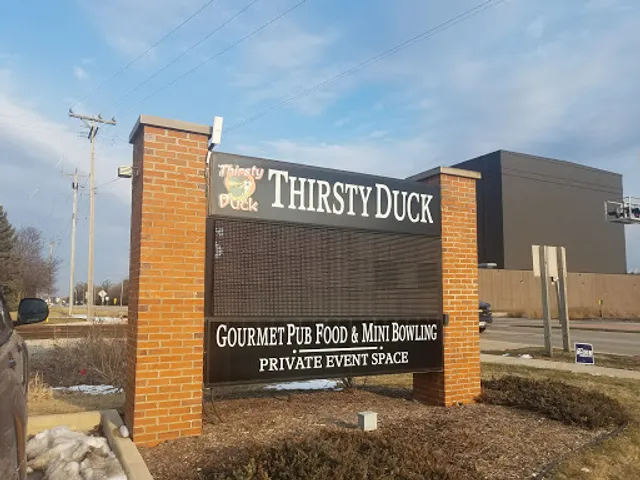 Thirsty
Duck
THIRSTY DUCK
GOURMET PUB FOOD & MINI BOWLING
PRIVATE EVENT SPACE